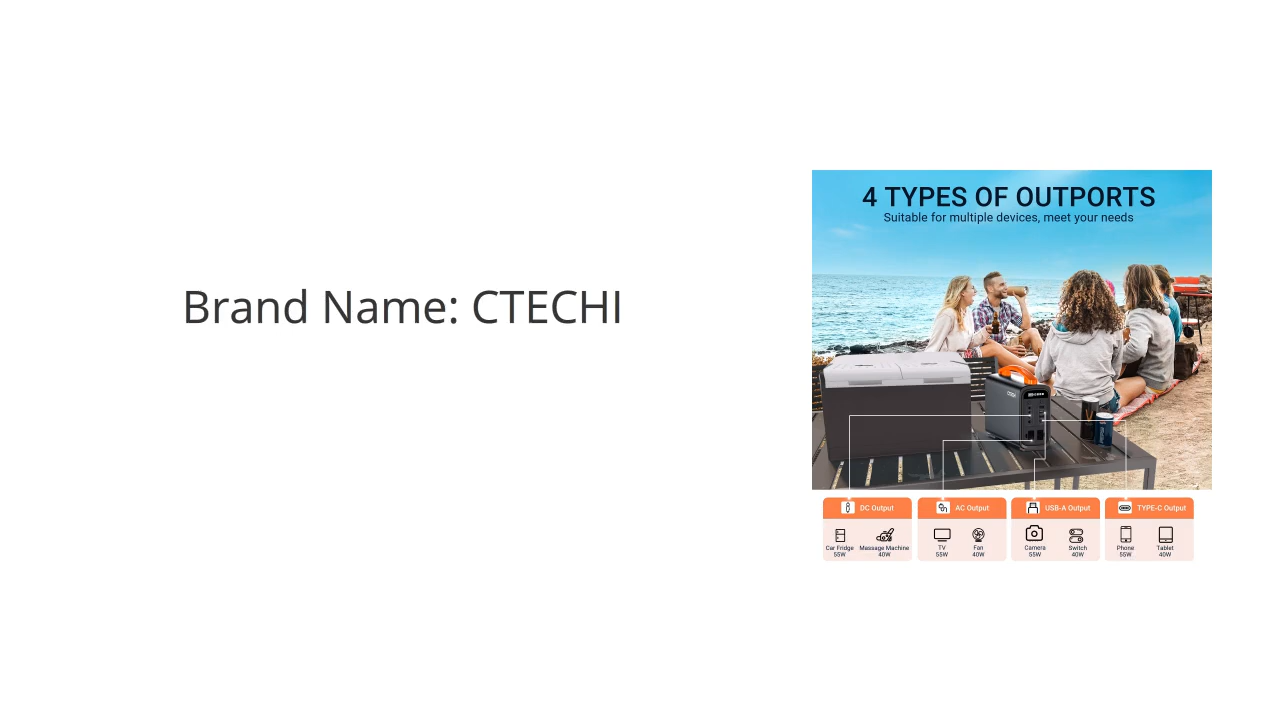 Brand Name: CTECHI
4 TYPES OF OUTPORTS
Suitable for multiple devices, meet your needs
DC Output
Car Fridge
55W
Massage Machine
40W
AC Output
TV
55W
Fan
40W
USB-A Output
Camera
55W
Switch
40W
TYPE-C Output
Phone
55W
Tablet
40W